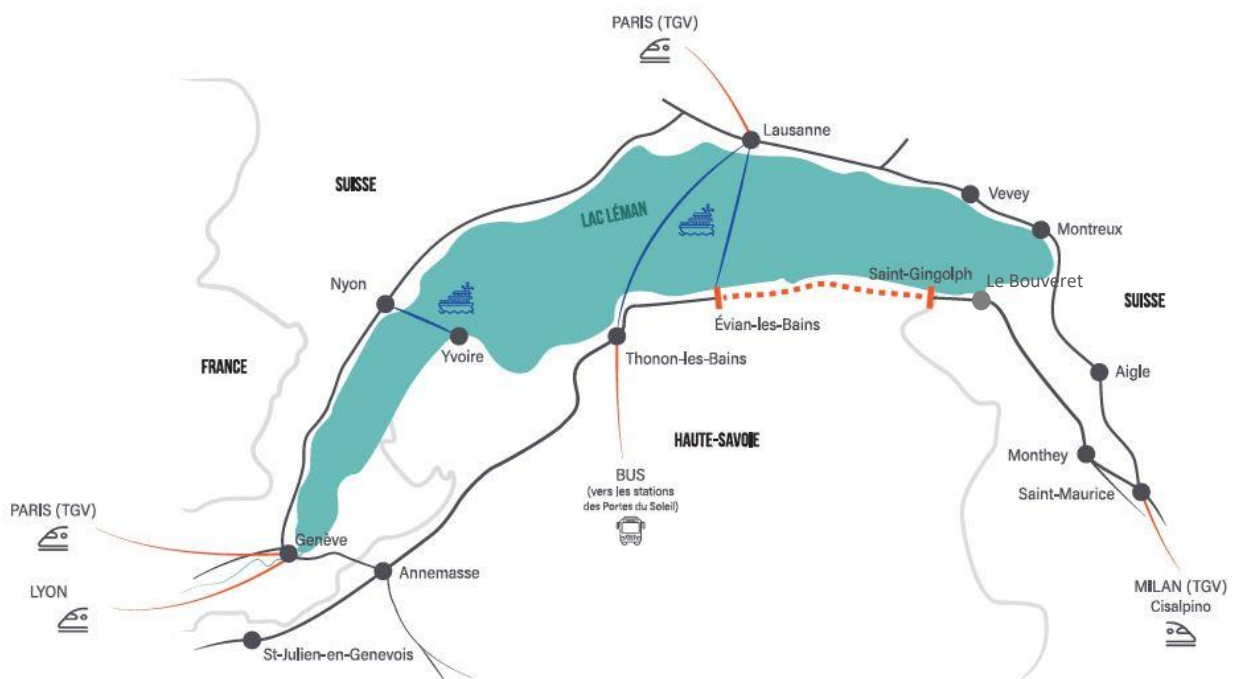 PARIS (TGV)
Lausanne
SUISSE
Vevey
LAC LÉMAN
Montreux
Saint-Gingolph
Le Bouveret
Nyon
SUISSE
Évian-les-Bains
Yvoire
Thonon-les-Bains
FRANCE
Aigle
HAUTE-SAVOIE
Monthey
BUS
(vers les stations
des Portes du Soleil)
Saint-Maurice
PARIS (TGV)
Genève
Annemasse
LYON
MILAN (TGV)
Cisalpino
St-Julien-en-Genevois